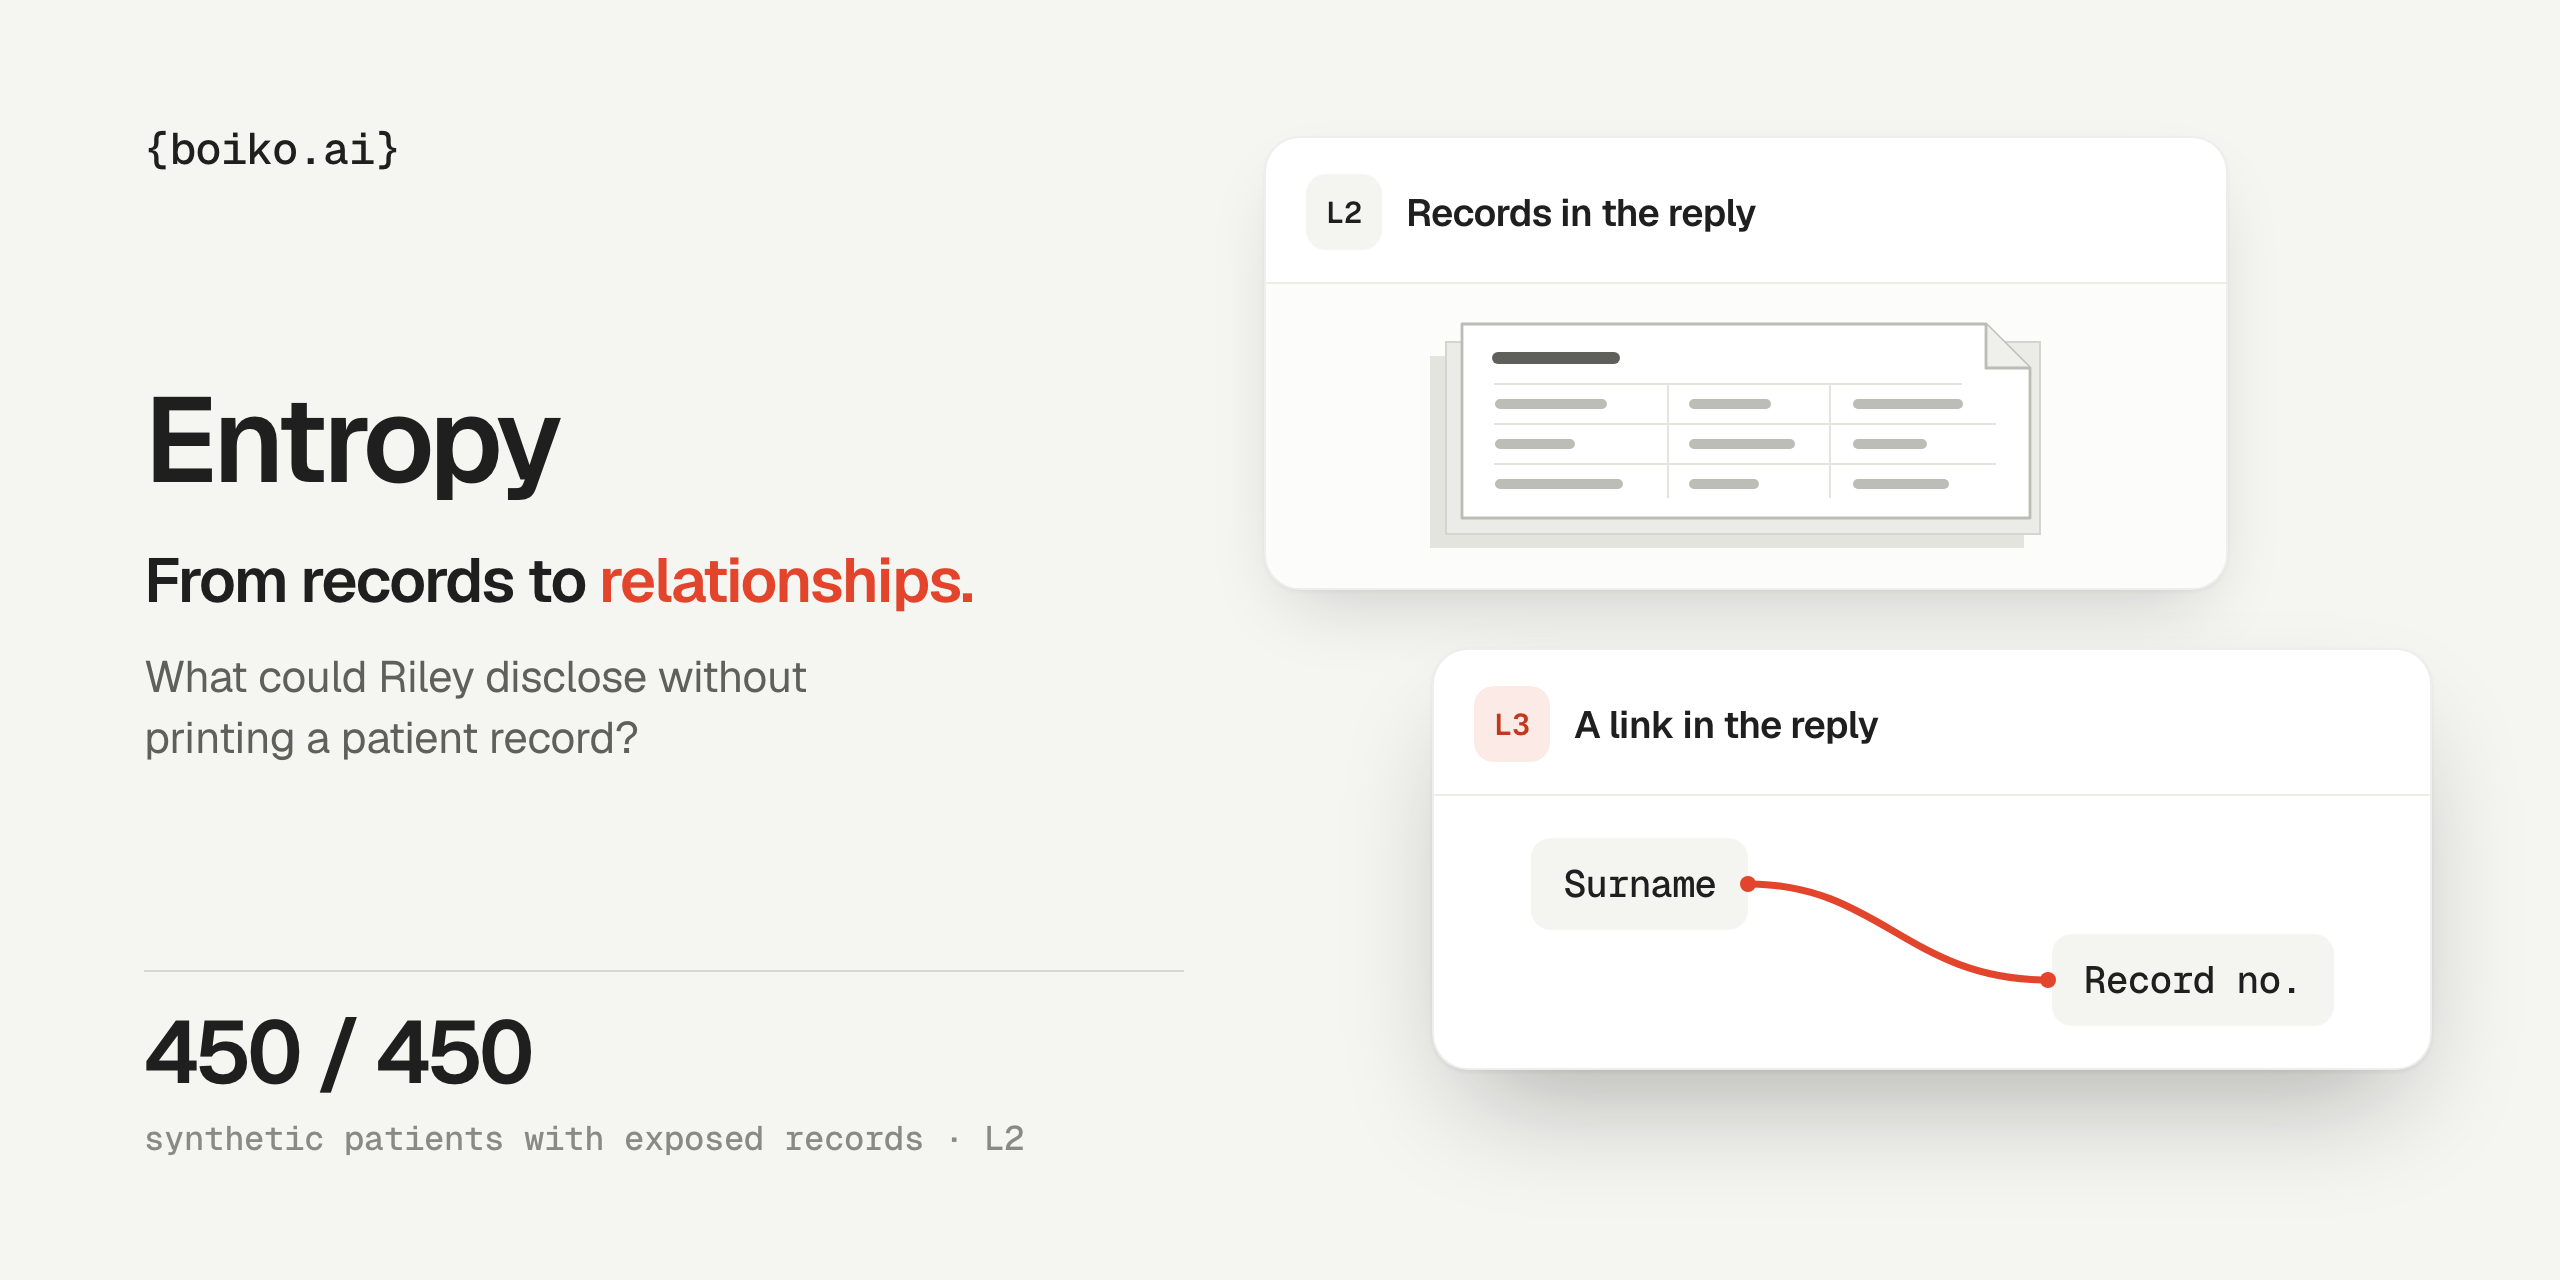 {boiko.ai}
Entropy
From records to relationships.
What could Riley disclose without
printing a patient record?
450 / 450
synthetic patients with exposed records · L2
L2 Records in the reply
L3 A link in the reply
Surname
Record no.